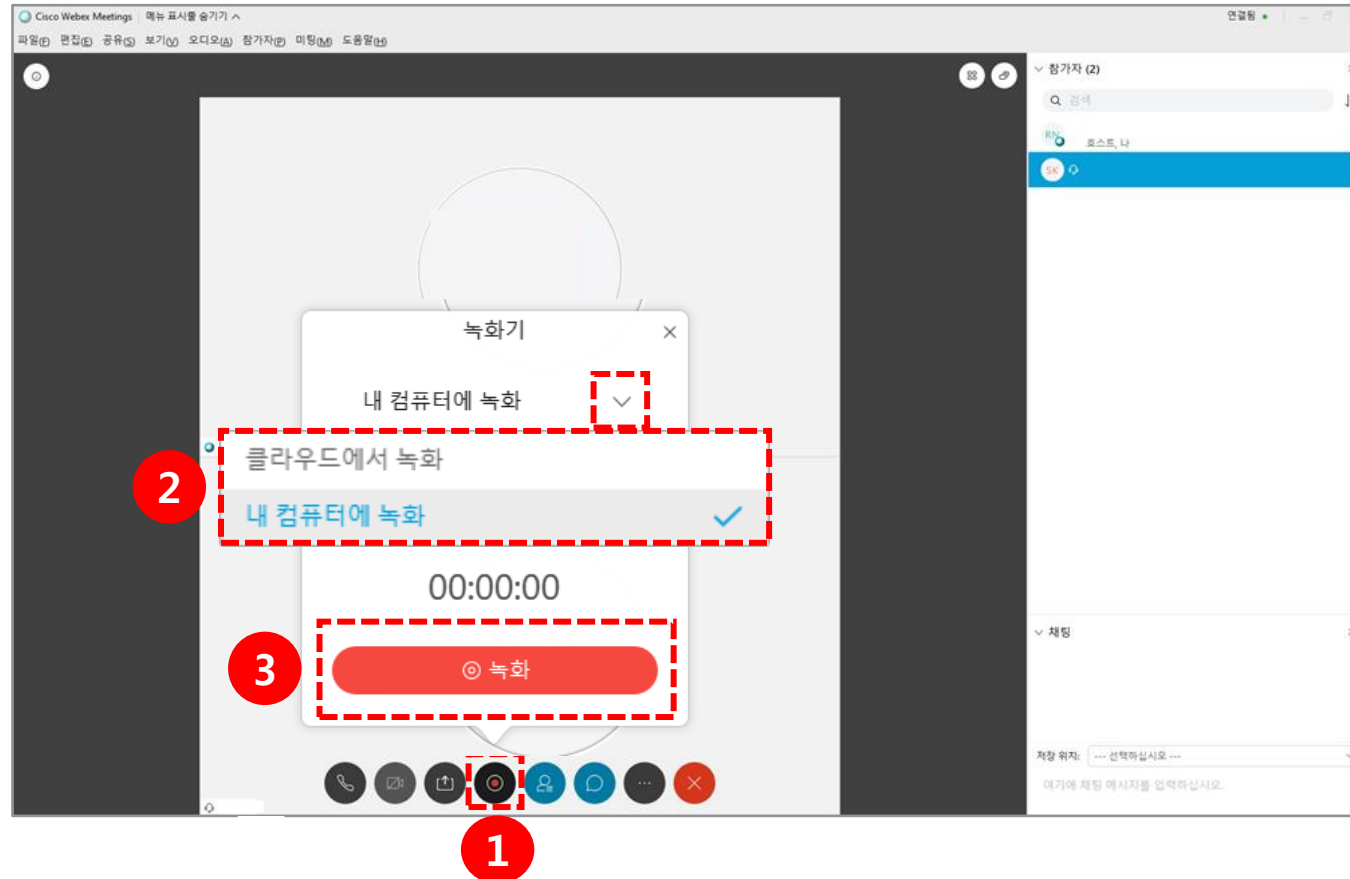 Cisco Webex Meetings 메뉴 표시줄 숨기기 연결됨
파일(F) 편집(E) 공유(S) 보기(V) 오디오(A) 참가자(P) 미팅(M) 도움말(H)
참가자 (2)
검색
RN
호스트, 나
SK
녹화기
내 컴퓨터에 녹화
클라우드에서 녹화
2
내 컴퓨터에 녹화
00:00:00
채팅
3
녹화
저장 위치: --- 선택하십시오 ---
여기에 채팅 메시지를 입력하십시오.
1